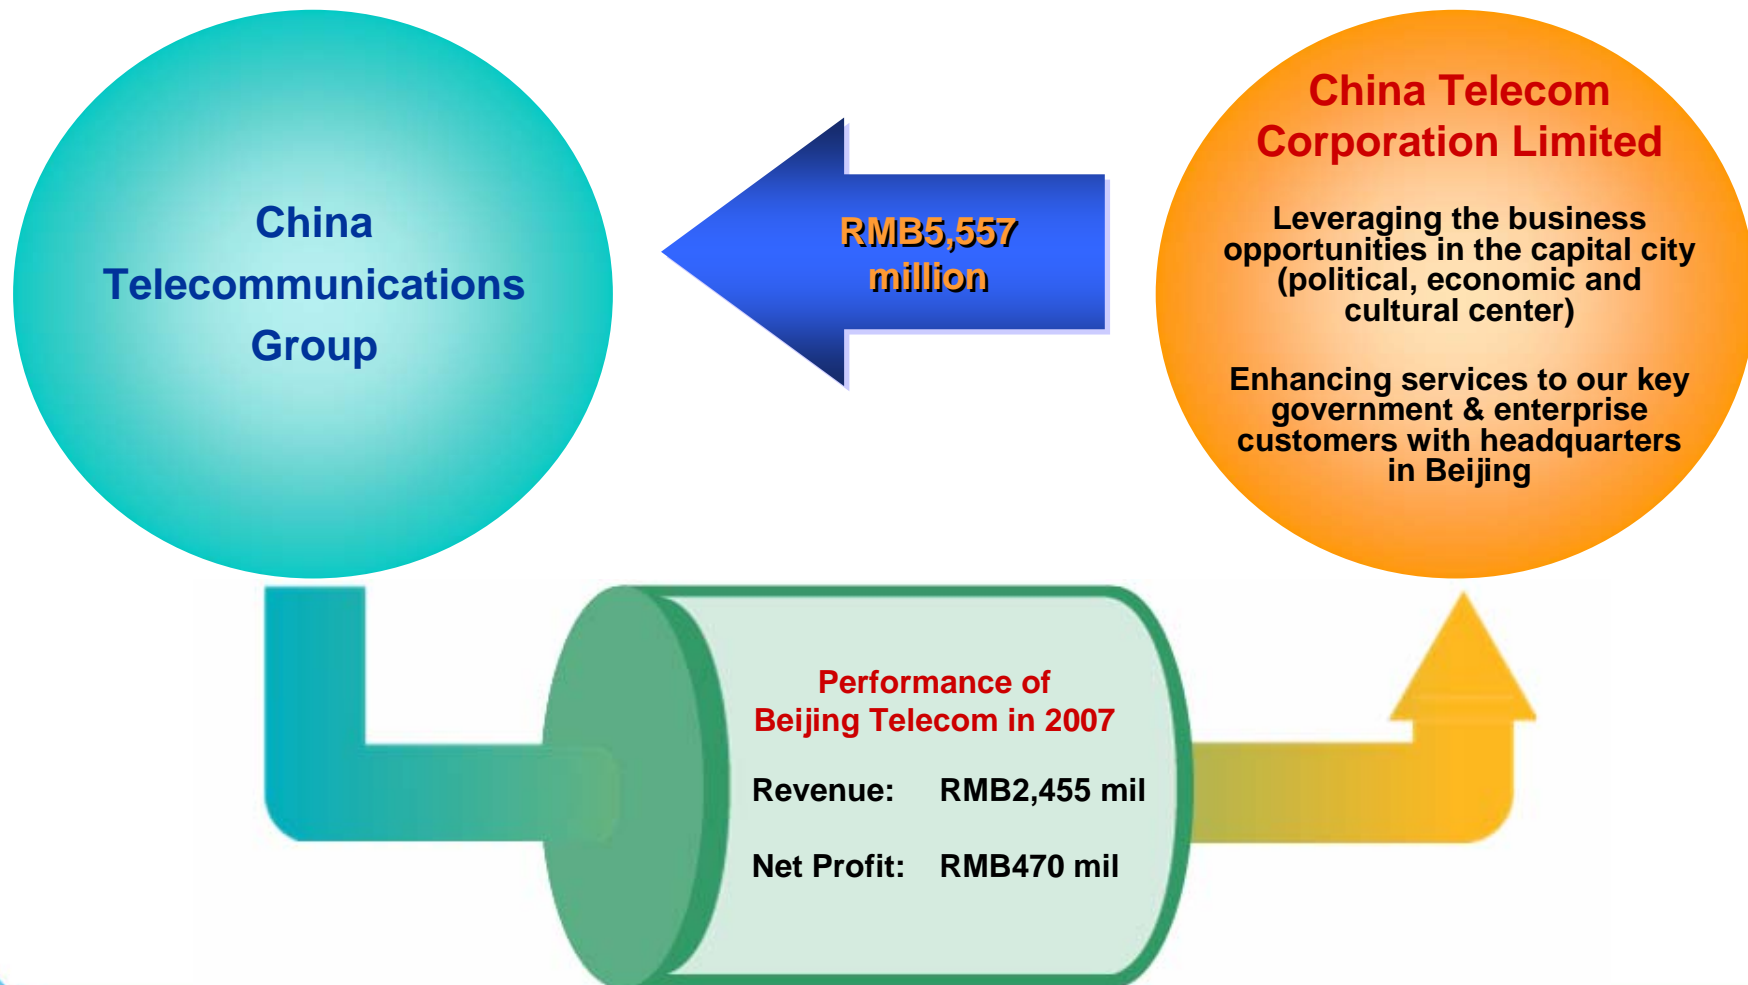 China
Telecommunications
Group
RMB5,557
million
China Telecom
Corporation Limited
Leveraging the business
opportunities in the capital city
(political, economic and
cultural center)
Enhancing services to our key
government & enterprise
customers with headquarters
in Beijing
Performance of
Beijing Telecom in 2007
Revenue: RMB2,455 mil
Net Profit: RMB470 mil